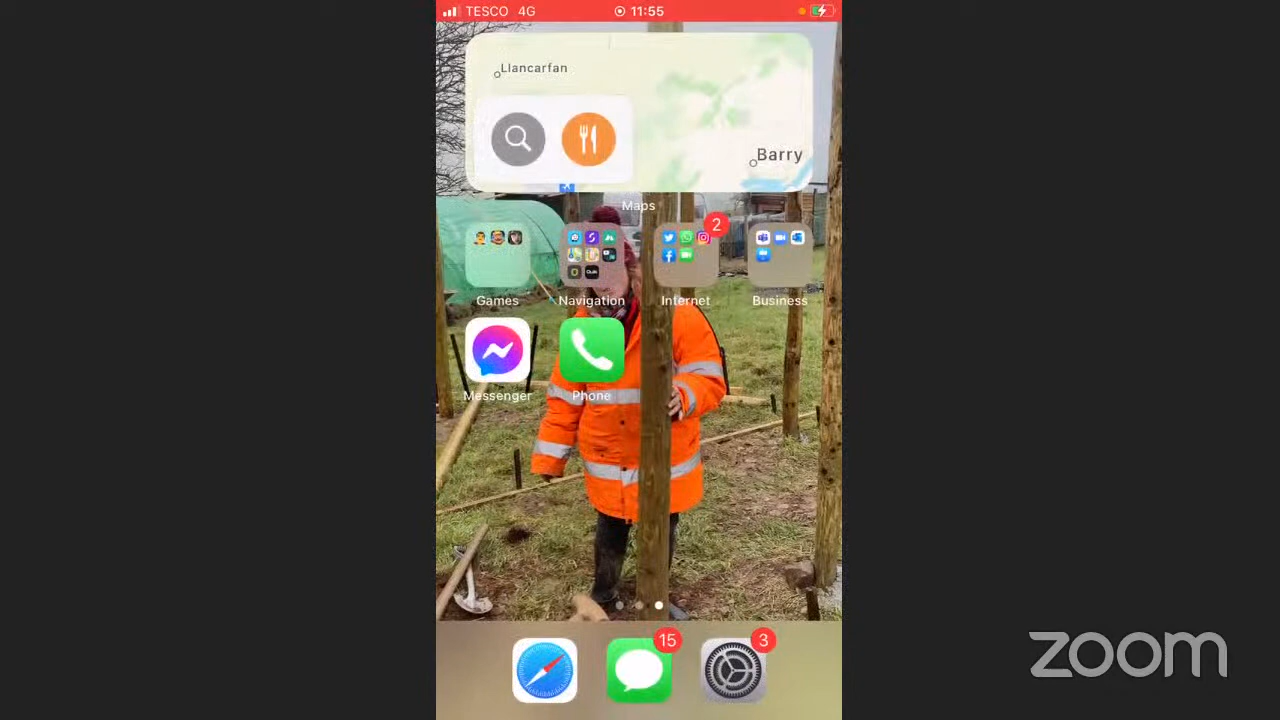 TESCO 4G 11:55
Llancarfan
Barry
Maps
2
Games Navigation Internet Business
Messenger Phone
15 3
zoom